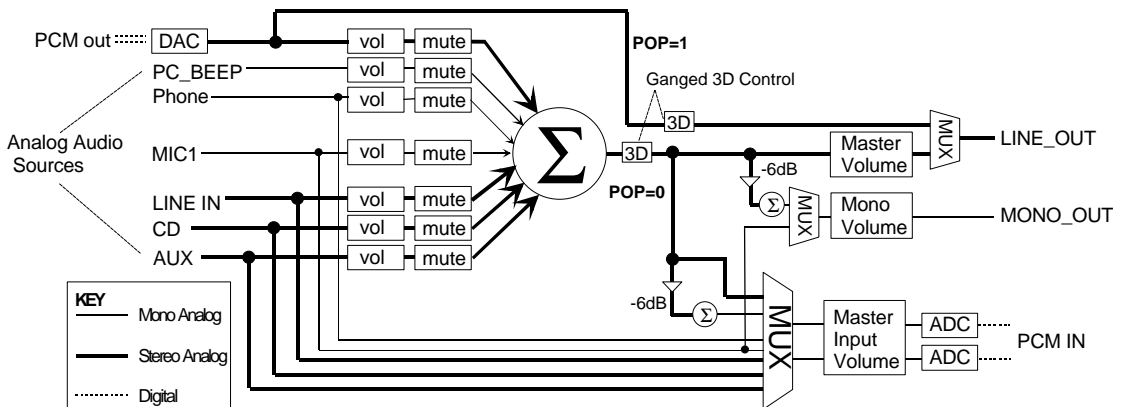 PCM out DAC vol mute POP=1
PC_BEEP vol mute Ganged 3D Control
Phone vol mute
3D
Analog Audio
Sources
MIC1 vol mute Σ 3D -6dB Master
Volume MUX LINE_OUT
POP=0
LINE IN vol mute Σ MUX Mono
Volume MONO_OUT
CD vol mute
AUX vol mute
KEY
Mono Analog
Stereo Analog
Digital
-6dB Σ MUX Master
Input
Volume ADC
ADC PCM IN